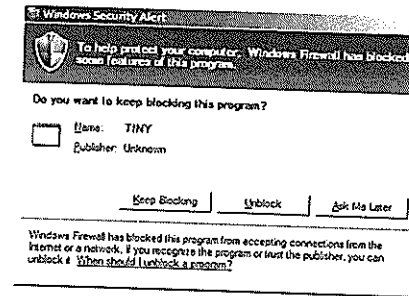 Windows Security Alert
To help protect your computer, Windows Firewall has blocked
some features of this program.
Do you want to keep blocking this program?
Name: TINY
Publisher: Unknown
Keep Blocking Unblock Ask Me Later
Windows Firewall has blocked this program from accepting connections from the
Internet or a network. If you recognize the program or trust the publisher, you can
unblock it. When should I unblock a program?